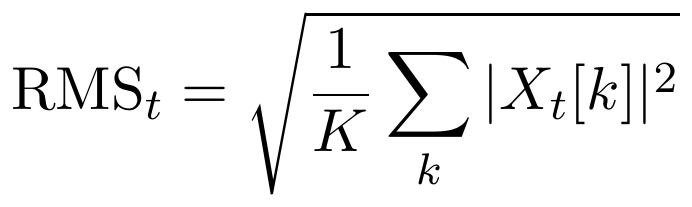 RMS_t = \sqrt{\frac{1}{K} \sum_k |X_t[k]|^2}